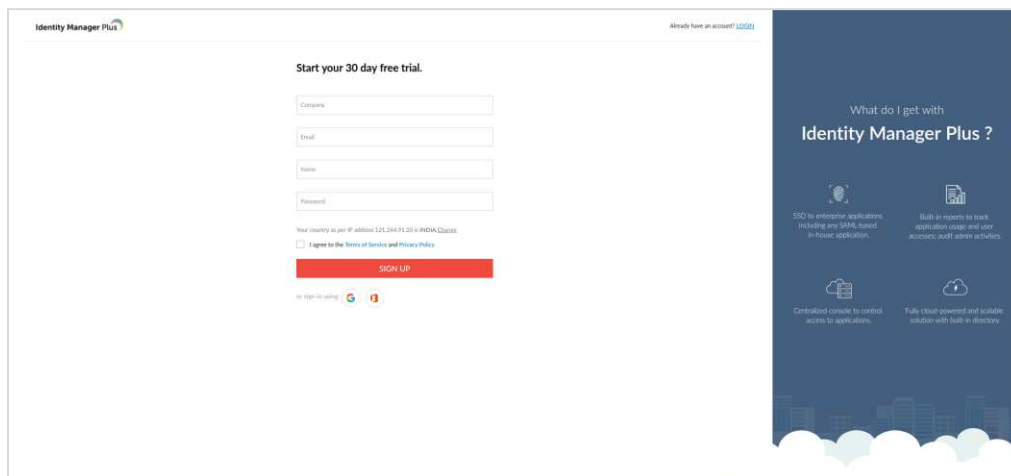 Identity Manager Plus
Already have an account? LOGIN
Start your 30 day free trial.
Company
Email
Name
Password
Your country as per IP address 121.244.91.20 is INDIA.Change
I agree to the Terms of Service and Privacy Policy
SIGN UP
or sign in using
What do I get with
Identity Manager Plus ?
SSO to enterprise applications
including any SAML-based
in-house application.
Built-in reports to track
application usage and user
accesses; audit admin activities.
Centralized console to control
access to applications.
Fully cloud-powered and scalable
solution with built-in directory.